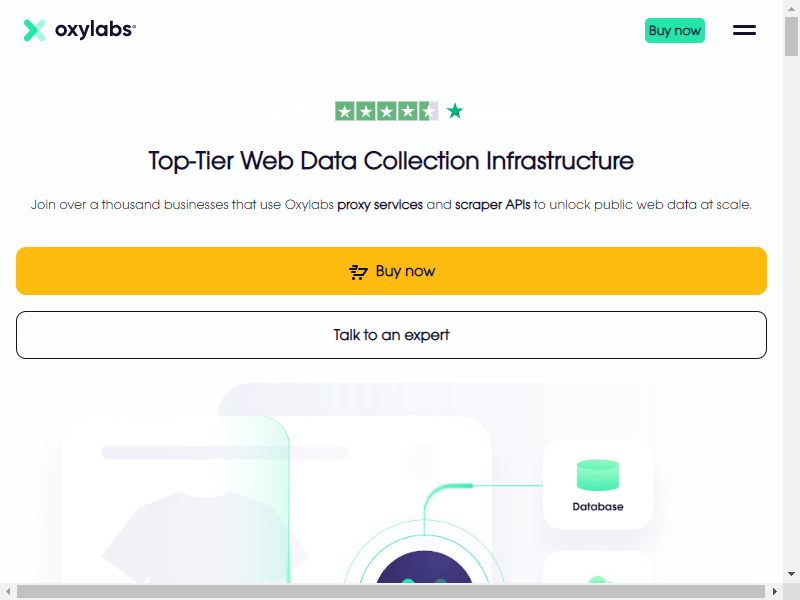 oxylabs®
Buy now
Top-Tier Web Data Collection Infrastructure
Join over a thousand businesses that use Oxylabs proxy services and scraper APIs to unlock public web data at scale.
Buy now
Talk to an expert
Database